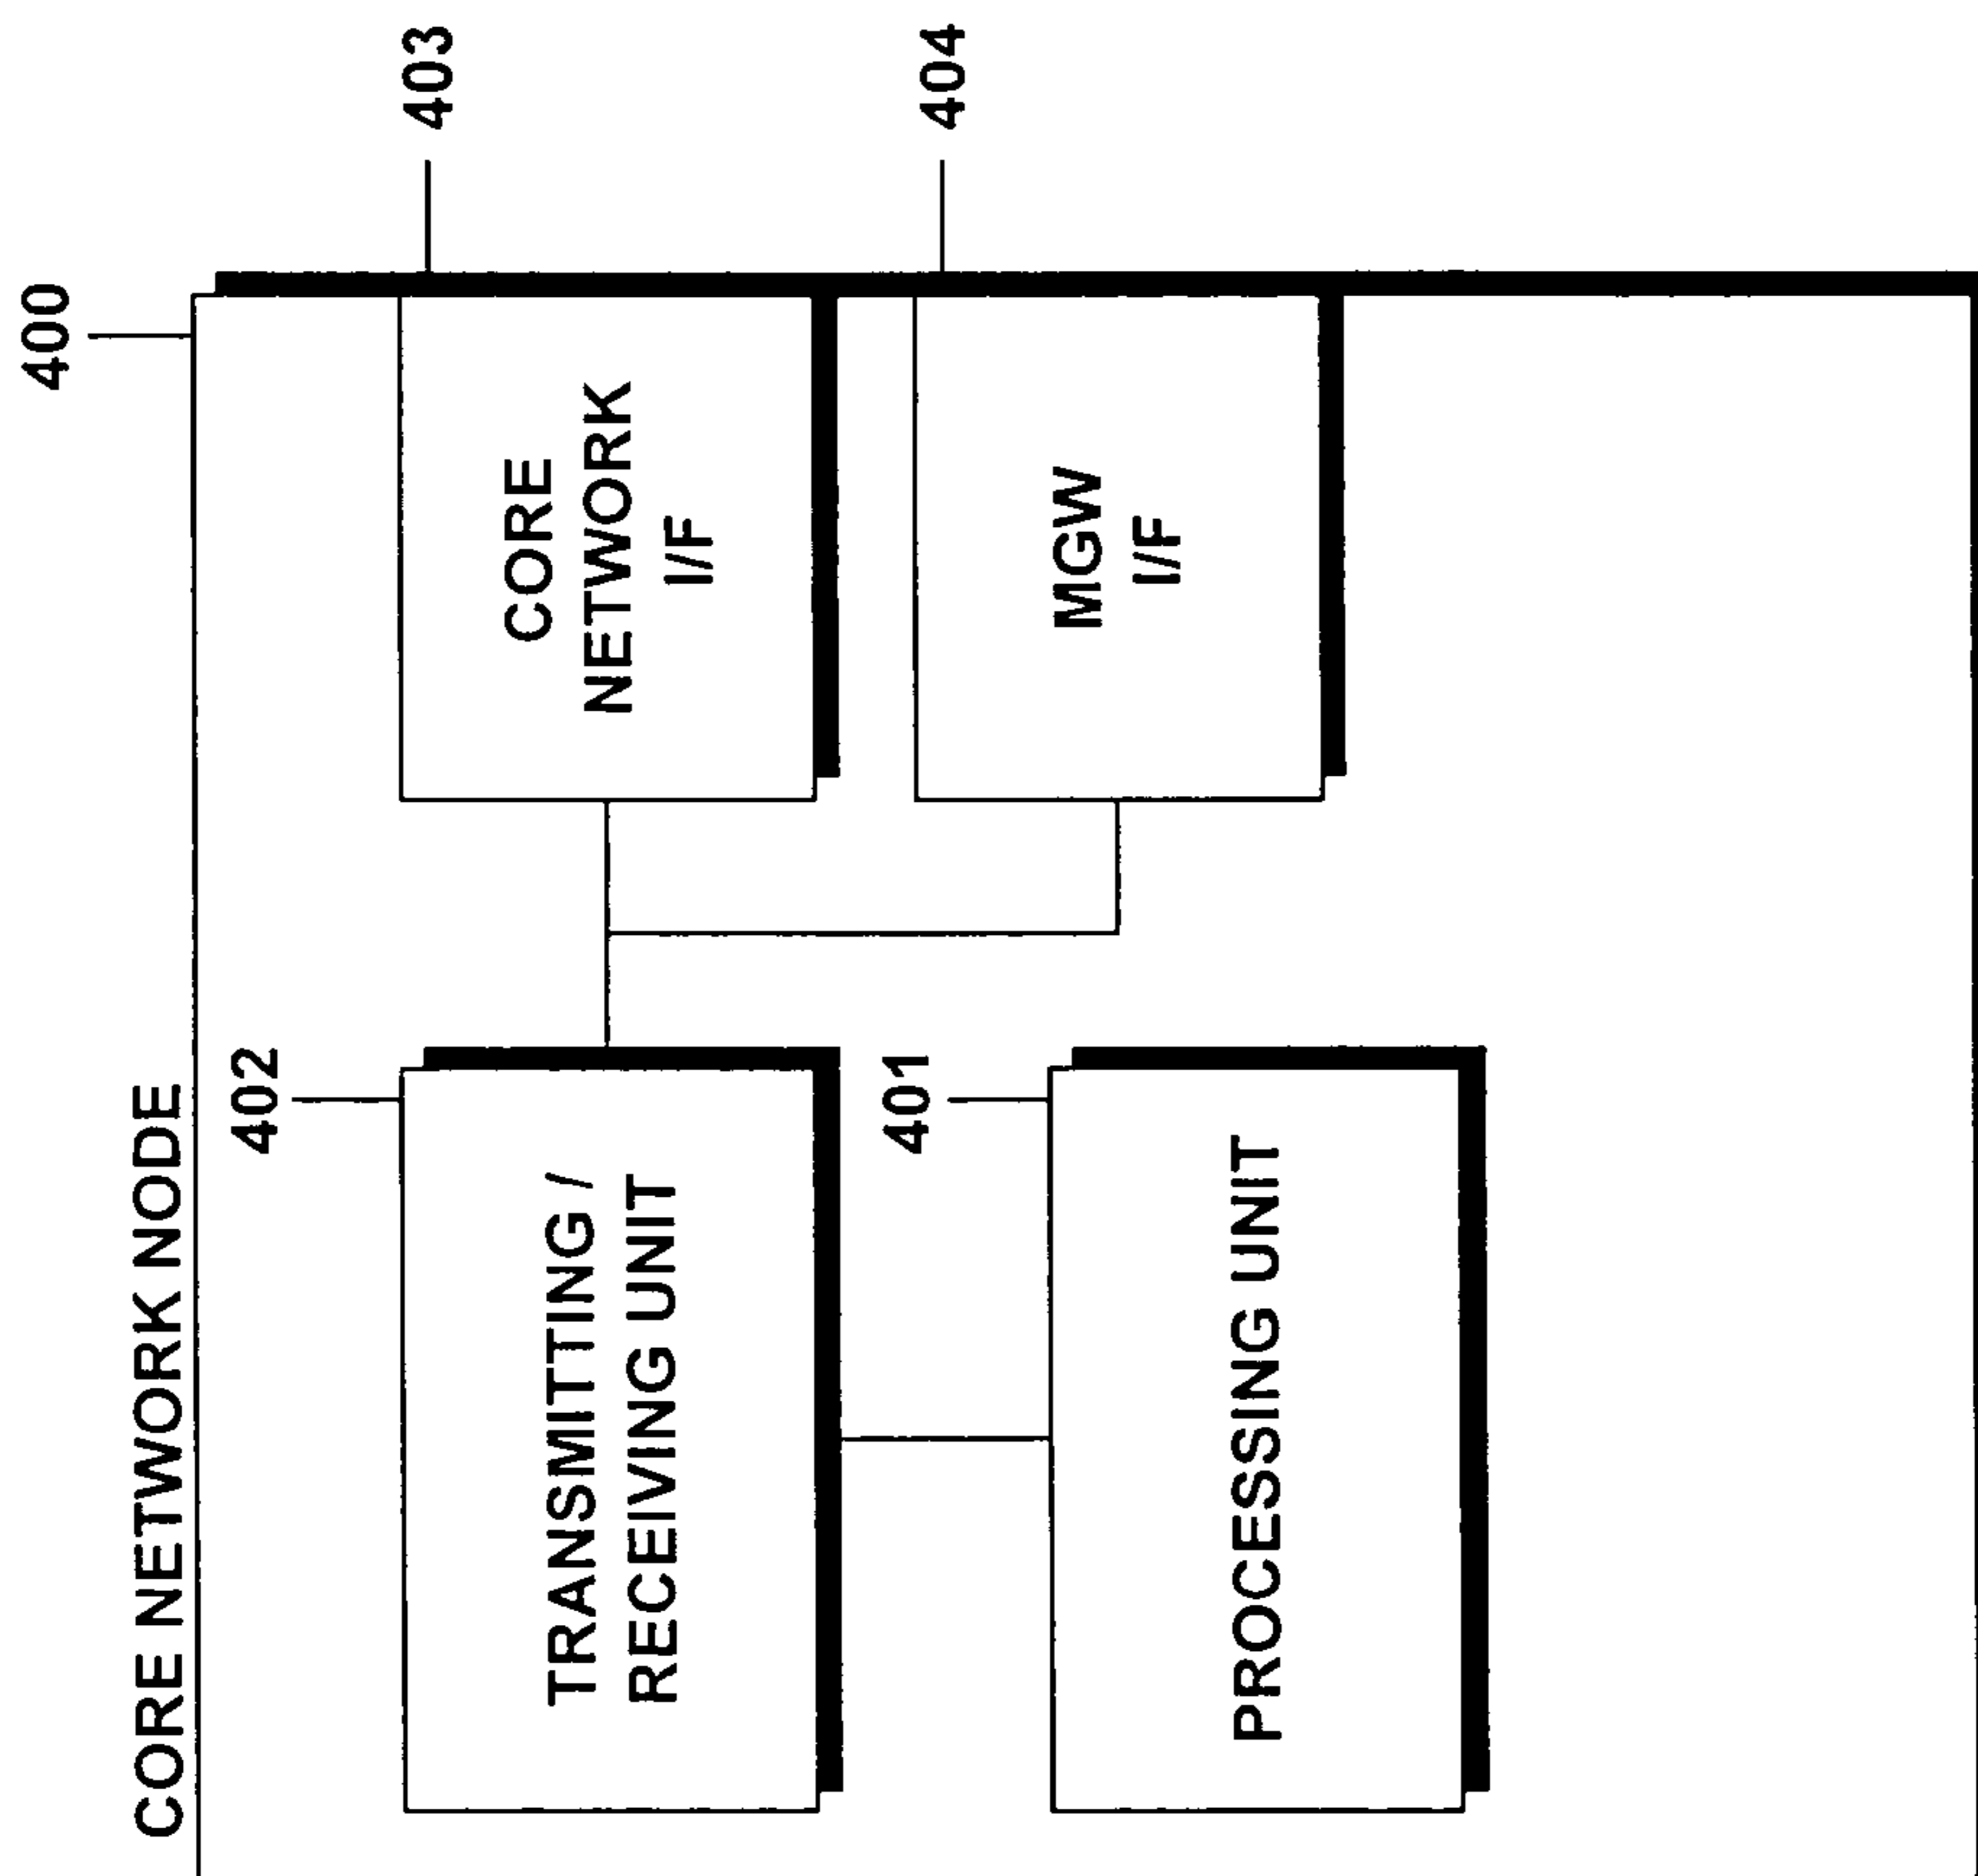 CORE NETWORK NODE
400
402
TRANSMITTING /
RECEIVING UNIT
401
PROCESSING UNIT
403
CORE
NETWORK
I/F
404
MGW
I/F